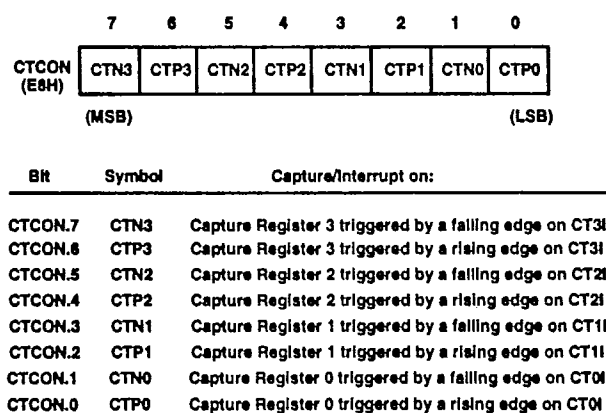 7 6 5 4 3 2 1 0
CTCON (E8H) CTN3 CTP3 CTN2 CTP2 CTN1 CTP1 CTN0 CTP0
(MSB) (LSB)
Bit Symbol Capture/Interrupt on:
CTCON.7 CTN3 Capture Register 3 triggered by a falling edge on CT3I
CTCON.6 CTP3 Capture Register 3 triggered by a rising edge on CT3I
CTCON.5 CTN2 Capture Register 2 triggered by a falling edge on CT2I
CTCON.4 CTP2 Capture Register 2 triggered by a rising edge on CT2I
CTCON.3 CTN1 Capture Register 1 triggered by a falling edge on CT1I
CTCON.2 CTP1 Capture Register 1 triggered by a rising edge on CT1I
CTCON.1 CTN0 Capture Register 0 triggered by a falling edge on CT0I
CTCON.0 CTP0 Capture Register 0 triggered by a rising edge on CT0I